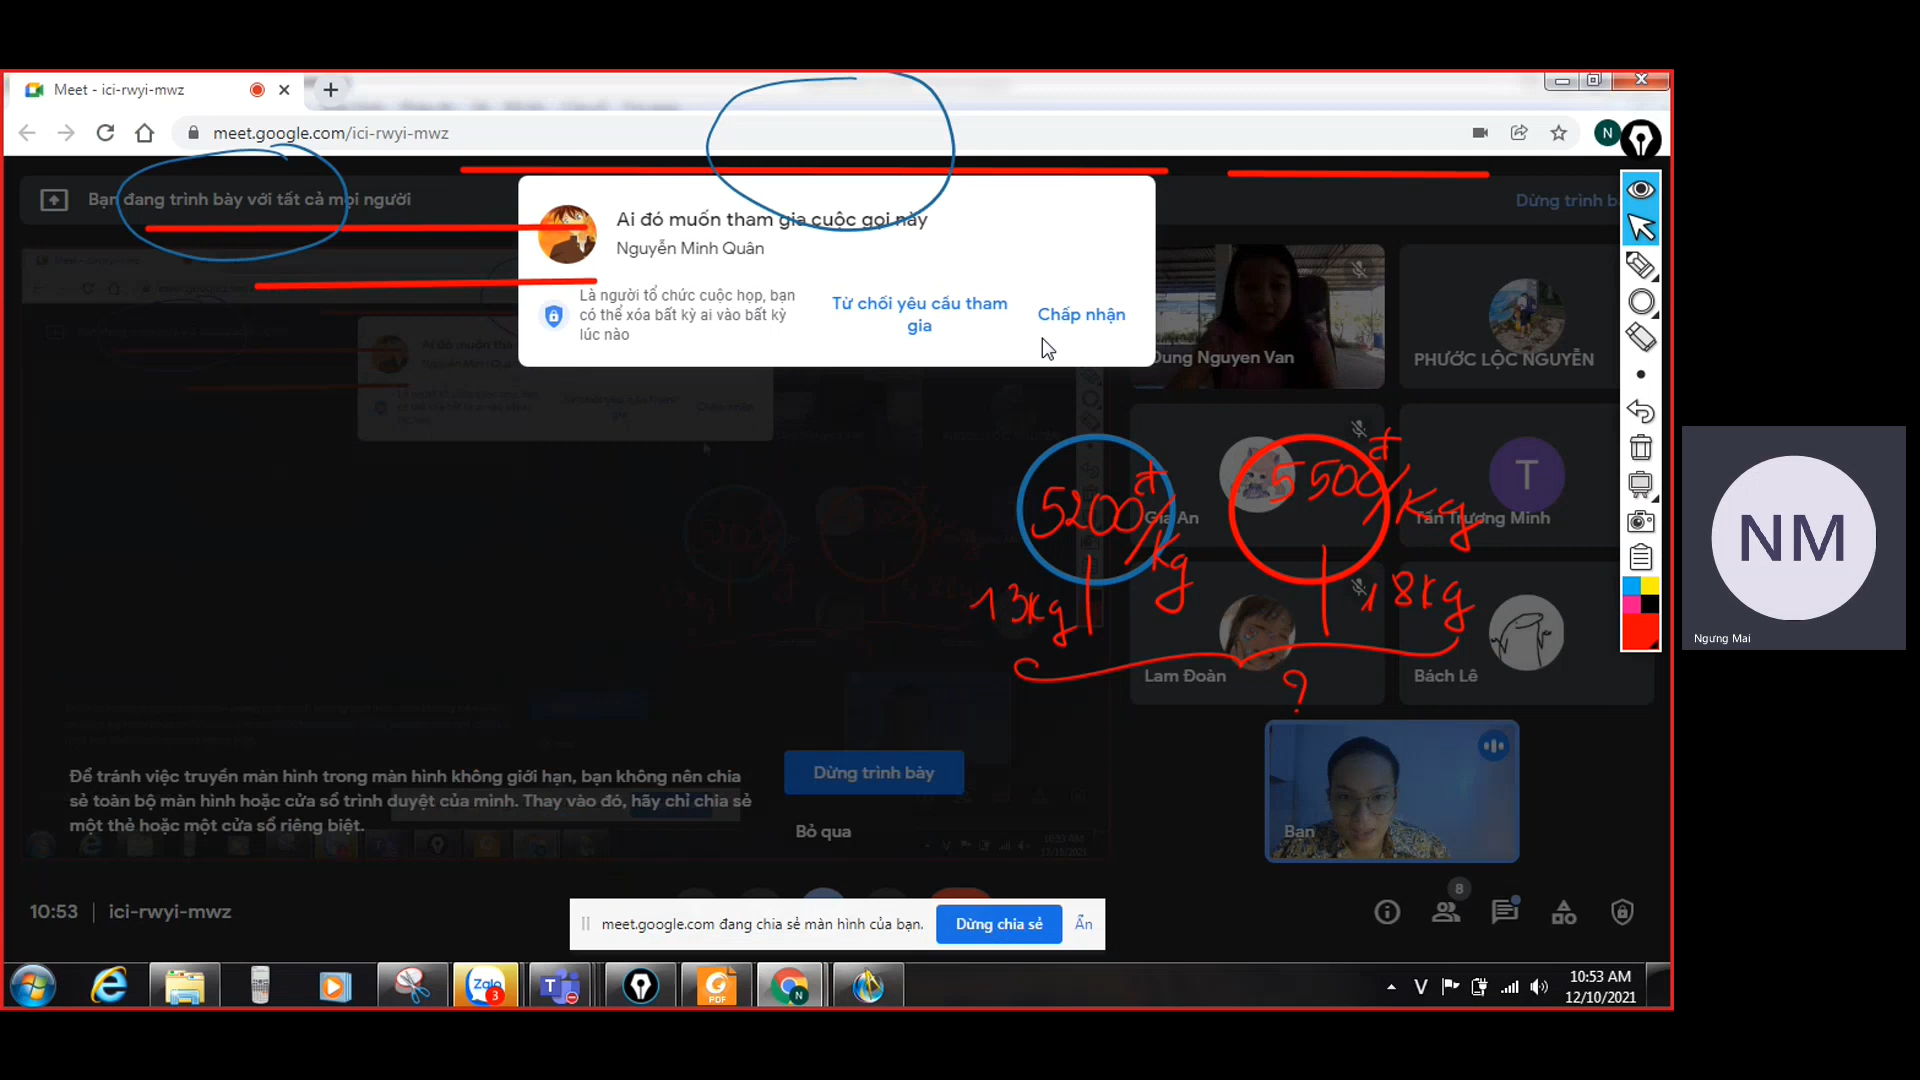 Meet - ici-rwyi-mwz
meet.google.com/ici-rwyi-mwz
N
Bạn đang trình bày với tất cả mọi người
Dừng trình b
Ai đó muốn tham gia cuộc gọi này
Nguyễn Minh Quân
Là người tổ chức cuộc họp, bạn
có thể xóa bất kỳ ai vào bất kỳ
lúc nào
Từ chối yêu cầu tham
gia
Chấp nhận
Dung Nguyen Van
PHƯỚC LỘC NGUYỄN
5200đ/kg
5500đ/kg
Gia An
T
Tấn Trương Minh
13kg
18kg
Lam Đoàn
Bách Lê
?
NM
Ngưng Mai
Để tránh việc truyền màn hình trong màn hình không giới hạn, bạn không nên chia
sẻ toàn bộ màn hình hoặc cửa sổ trình duyệt của mình. Thay vào đó, hãy chỉ chia sẻ
một thẻ hoặc một cửa sổ riêng biệt.
Dừng trình bày
Bỏ qua
Bạn
10:53
ici-rwyi-mwz
8
meet.google.com đang chia sẻ màn hình của bạn.
Dừng chia sẻ
Ẩn
Zalo
3
T
PDF
N
V
10:53 AM
12/10/2021